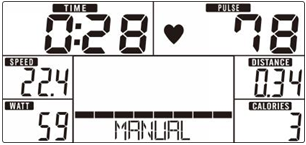 TIME PULSE
0:28 78
SPEED DISTANCE
22.4 0.34
WATT CALORIES
59 3
MANUAL